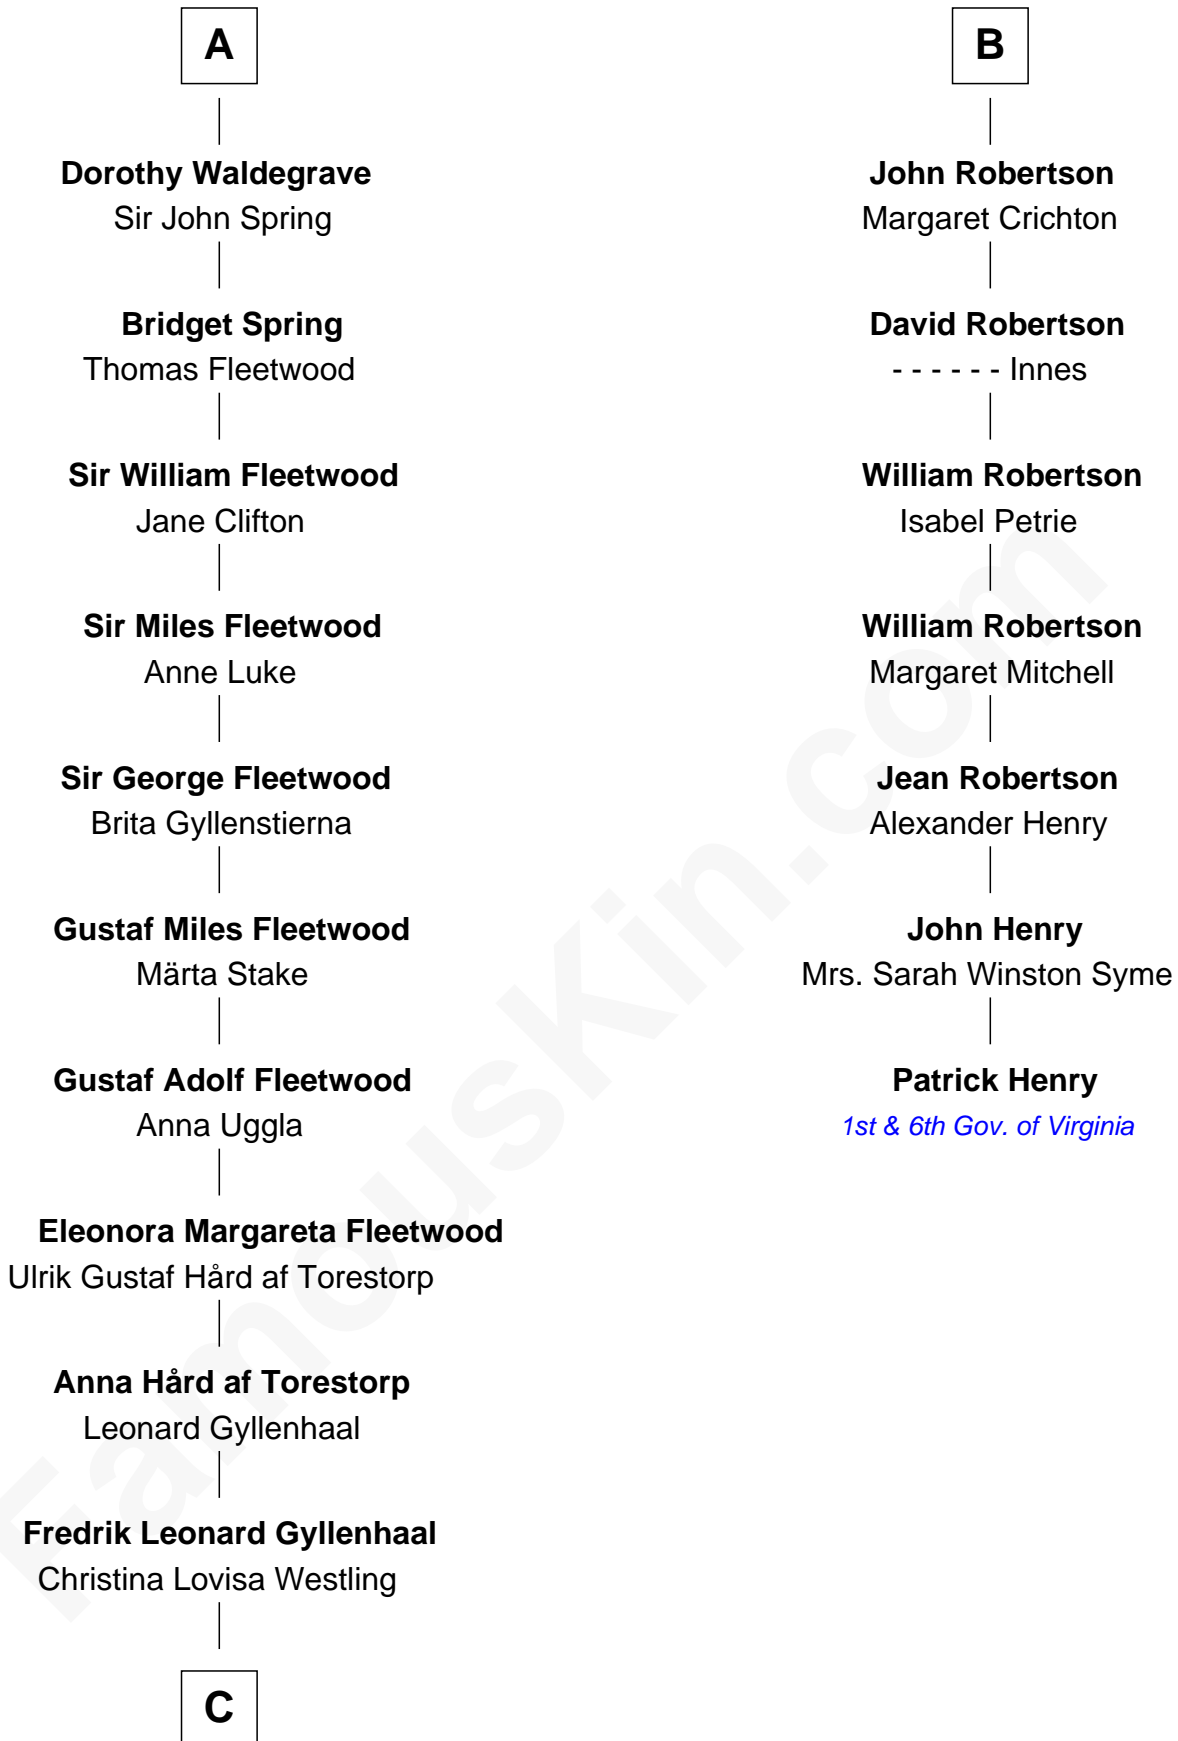 A
Dorothy Waldegrave
Sir John Spring
Bridget Spring
Thomas Fleetwood
Sir William Fleetwood
Jane Clifton
Sir Miles Fleetwood
Anne Luke
Sir George Fleetwood
Brita Gyllenstierna
Gustaf Miles Fleetwood
Märta Stake
Gustaf Adolf Fleetwood
Anna Uggla
Eleonora Margareta Fleetwood
Ulrik Gustaf Hård af Torestorp
Anna Hård af Torestorp
Leonard Gyllenhaal
Fredrik Leonard Gyllenhaal
Christina Lovisa Westling
C
B
John Robertson
Margaret Crichton
David Robertson
- - - - - - Innes
William Robertson
Isabel Petrie
William Robertson
Margaret Mitchell
Jean Robertson
Alexander Henry
John Henry
Mrs. Sarah Winston Syme
Patrick Henry
1st & 6th Gov. of Virginia
FamousKin.com